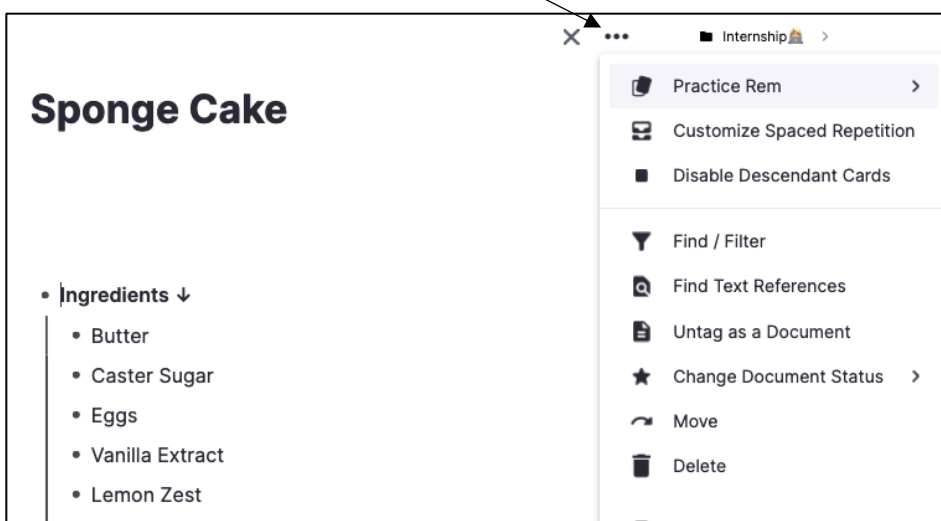 Internship
Sponge Cake
Ingredients ↓
Butter
Caster Sugar
Eggs
Vanilla Extract
Lemon Zest
Practice Rem
Customize Spaced Repetition
Disable Descendant Cards
Find / Filter
Find Text References
Untag as a Document
Change Document Status
Move
Delete